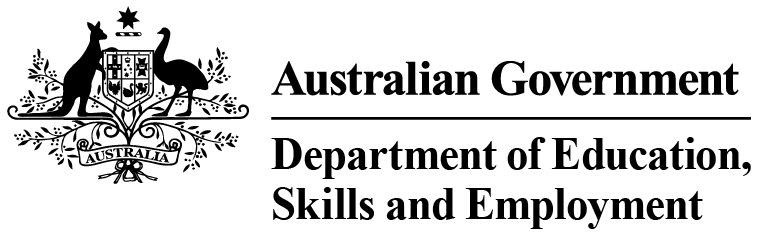 AUSTRALIA
Australian Government
Department of Education,
Skills and Employment